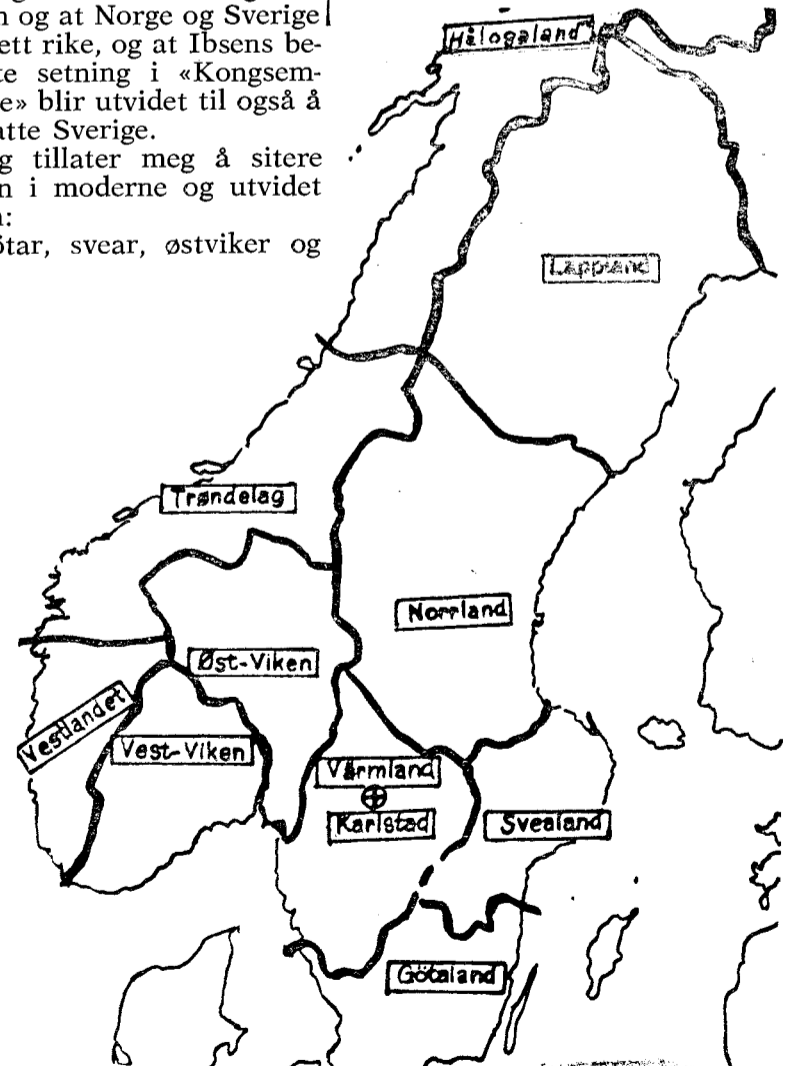 n og at Norge og Sverige
ett rike, og at Ibsens be-
te setning i «Kongsem-
e» blir utvidet til også å
atte Sverige.
g tillater meg å sitere
n i moderne og utvidet
n:
ötar, svear, østviker og
Hålogaland
Lappland
Trøndelag
Norrland
Øst-Viken
Vestlandet
Vest-Viken
Värmland
Karlstad
Svealand
Götaland